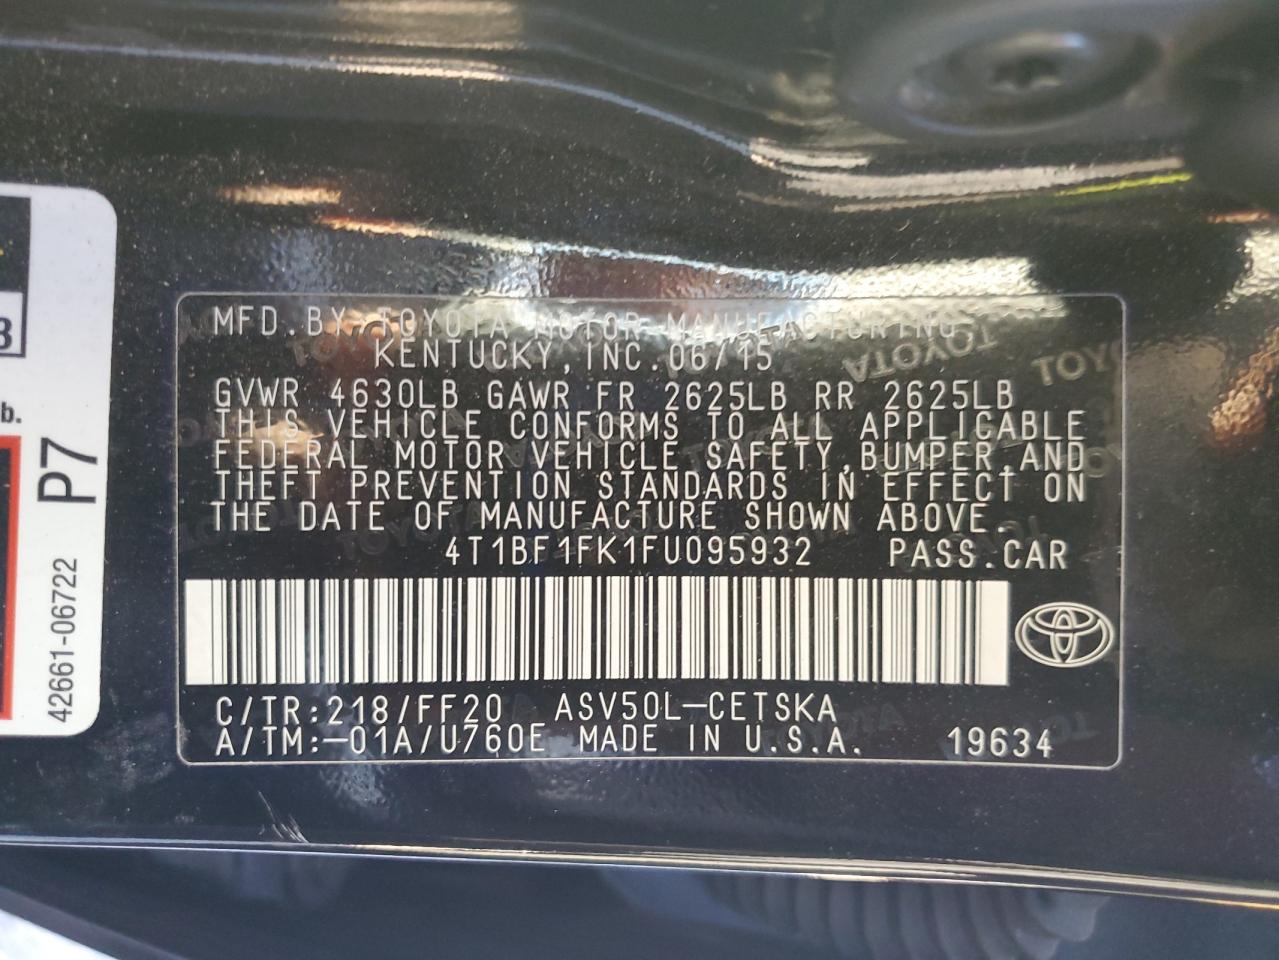 MFD.BY TOYOTA MOTOR MANUFACTURING
KENTUCKY,INC.06/15
GVWR 4630LB GAWR FR 2625LB RR 2625LB
THIS VEHICLE CONFORMS TO ALL APPLICABLE
FEDERAL MOTOR VEHICLE SAFETY,BUMPER,AND
THEFT PREVENTION STANDARDS IN EFFECT ON
THE DATE OF MANUFACTURE SHOWN ABOVE.
4T1BF1FK1FU095932 PASS.CAR
C/TR:218/FF20 ASV50L-CETSKA
A/TM:-01A/U760E MADE IN U.S.A. 19634
b.
42661-06722 P7